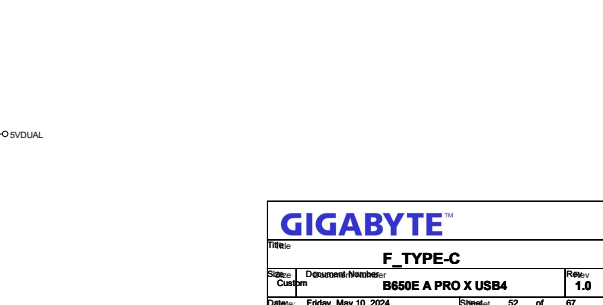 5VDUAL
GIGABYTE™
Title
F_TYPE-C
Size Document Number Rev
Custom B650E A PRO X USB4 1.0
Date: Friday, May 10, 2024 Sheet 52 of 67